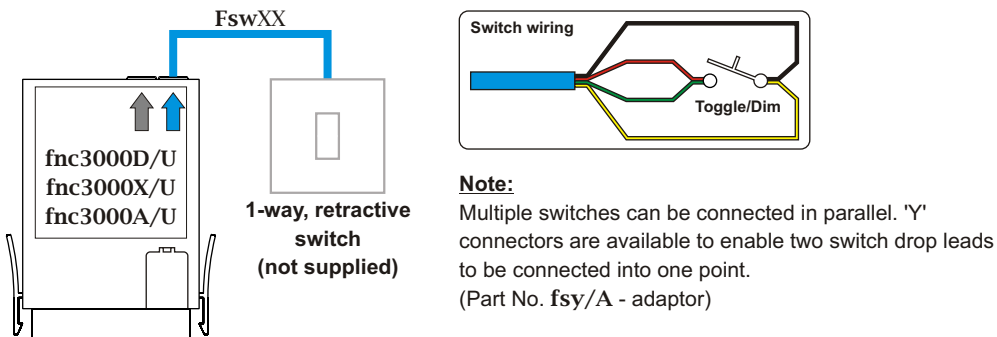 FswXX
fnc3000D/U
fnc3000X/U
fnc3000A/U
1-way, retractive
switch
(not supplied)
Switch wiring
Toggle/Dim
Note:
Multiple switches can be connected in parallel. 'Y'
connectors are available to enable two switch drop leads
to be connected into one point.
(Part No. fsy/A - adaptor)